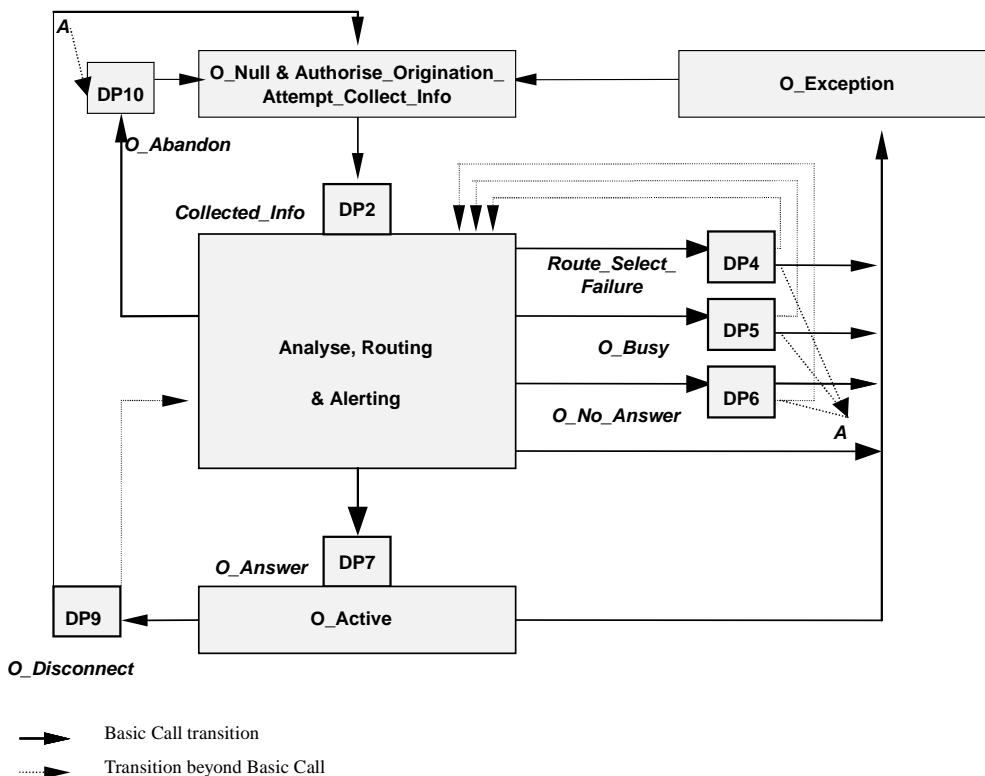 A
O_Null & Authorise_Origination_
Attempt_Collect_Info
O_Exception
DP10
O_Abandon
Collected_Info
DP2
Route_Select_
Failure
DP4
Analyse, Routing
& Alerting
O_Busy
DP5
O_No_Answer
DP6
A
O_Answer
DP7
DP9
O_Active
O_Disconnect
Basic Call transition
Transition beyond Basic Call